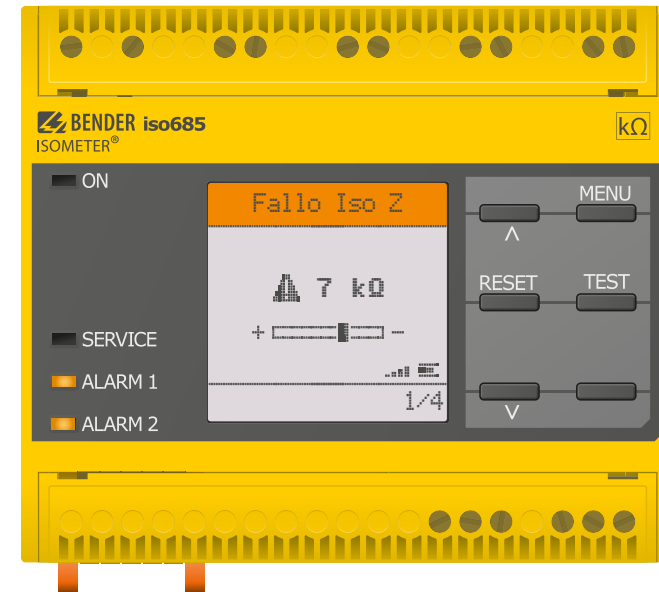 BENDER iso685
ISOMETER®
kΩ
ON
SERVICE
ALARM 1
ALARM 2
Fallo Iso Z
7 kΩ
+ -
1/4
MENU
∧
RESET TEST
∨